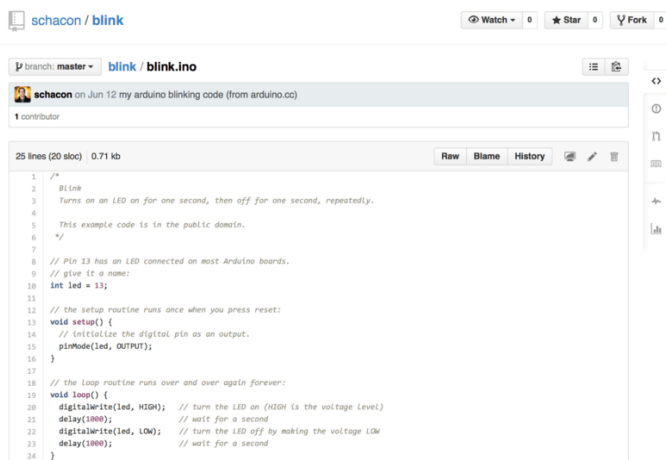 schacon / blink
Watch 0 Star 0 Fork 0
branch: master blink / blink.ino
schacon on Jun 12 my arduino blinking code (from arduino.cc)
1 contributor
25 lines (20 sloc) 0.71 kb Raw Blame History
1 /*
2 Blink
3 Turns on an LED on for one second, then off for one second, repeatedly.
4
5 This example code is in the public domain.
6 */
7
8 // Pin 13 has an LED connected on most Arduino boards.
9 // give it a name:
10 int led = 13;
11
12 // the setup routine runs once when you press reset:
13 void setup() {
14 // initialize the digital pin as an output.
15 pinMode(led, OUTPUT);
16 }
17
18 // the loop routine runs over and over again forever:
19 void loop() {
20 digitalWrite(led, HIGH); // turn the LED on (HIGH is the voltage level)
21 delay(1000); // wait for a second
22 digitalWrite(led, LOW); // turn the LED off by making the voltage LOW
23 delay(1000); // wait for a second
24 }